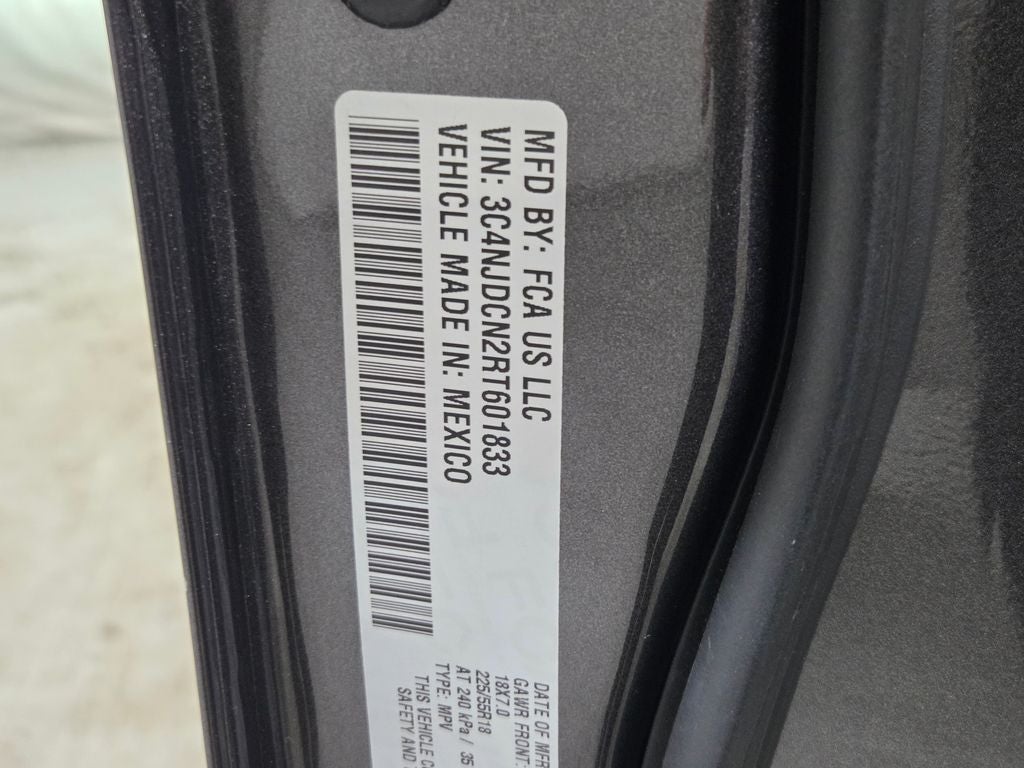 MFD BY: FCA US LLC
VIN: 3C4NJDCN2RT601833
VEHICLE MADE IN: MEXICO
DATE OF MFR
GAWR FRONT:
18X7.0
225/55R18
AT 240 kPa / 35
TYPE: MPV
THIS VEHICLE
SAFETY AND